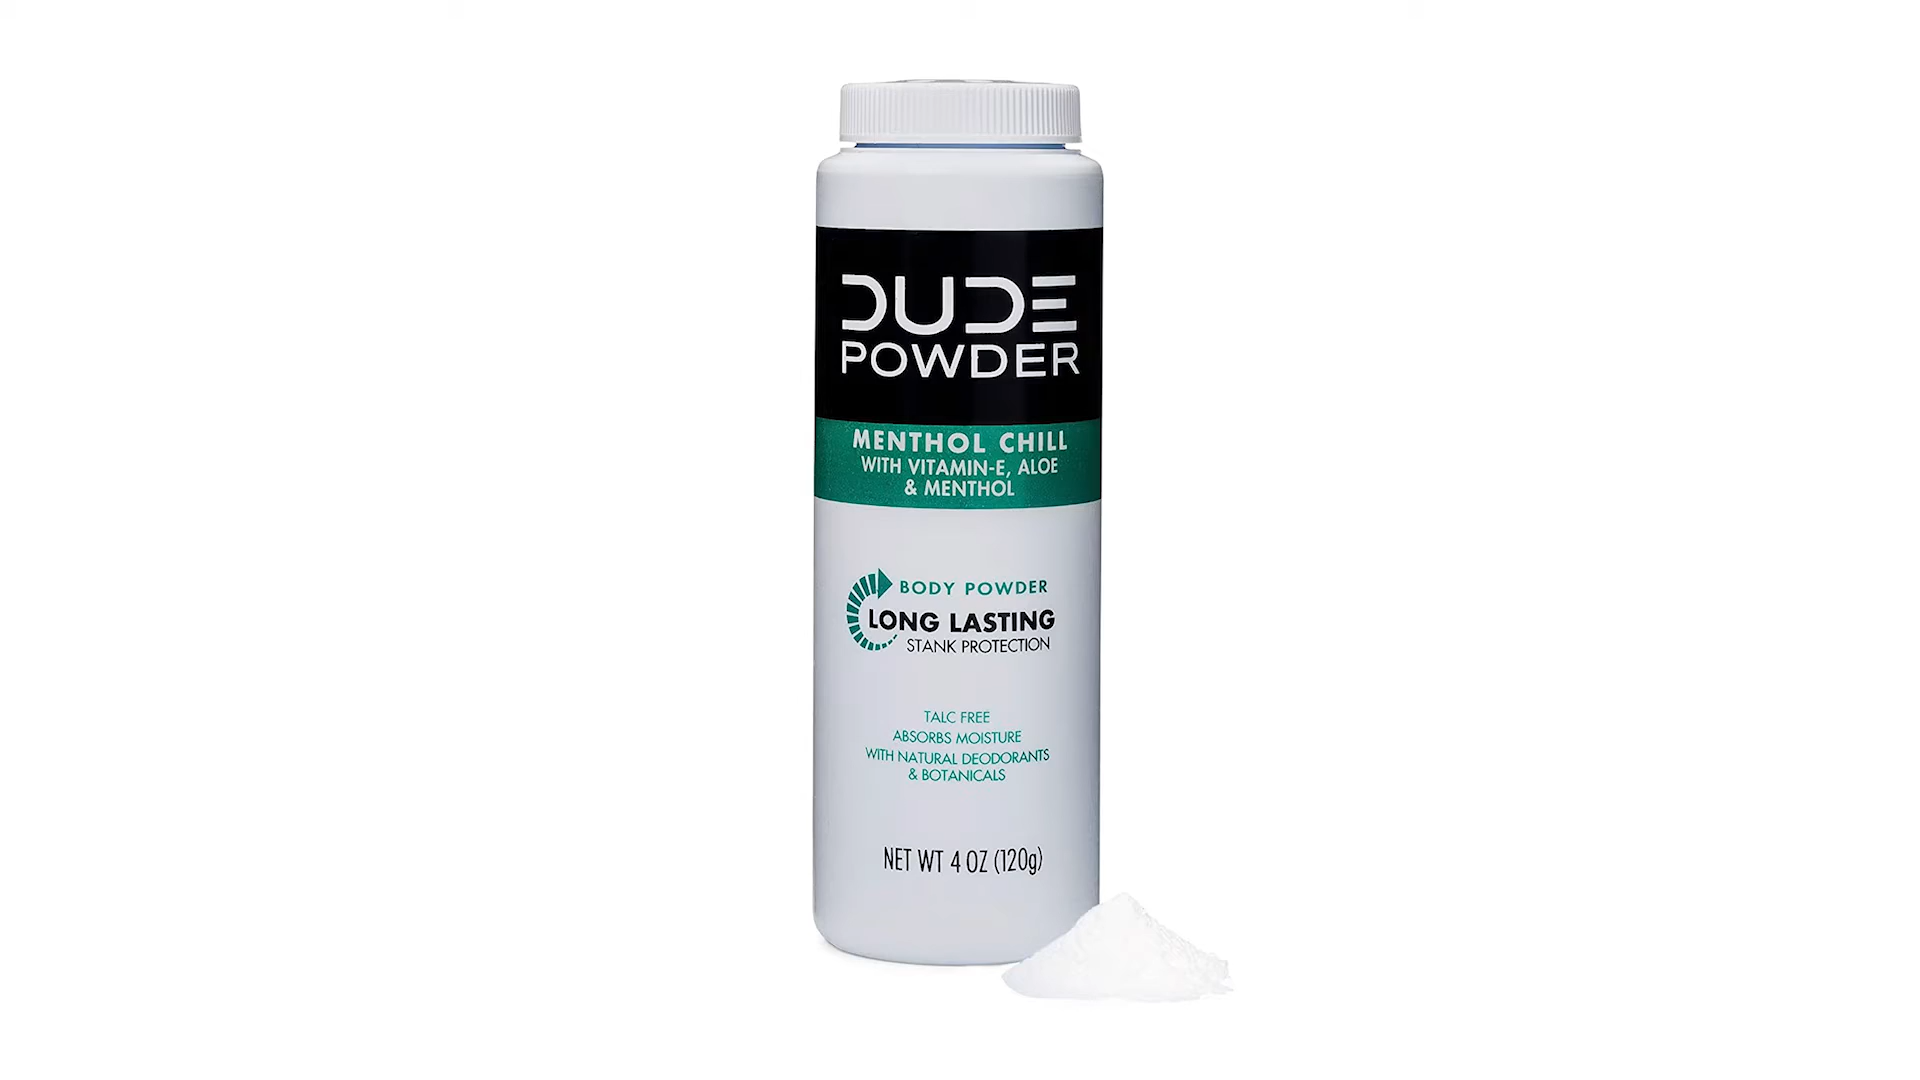 DUDE
POWDER
MENTHOL CHILL
WITH VITAMIN-E, ALOE
& MENTHOL
BODY POWDER
LONG LASTING
STANK PROTECTION
TALC FREE
ABSORBS MOISTURE
WITH NATURAL DEODORANTS
& BOTANICALS
NET WT 4 OZ (120g)